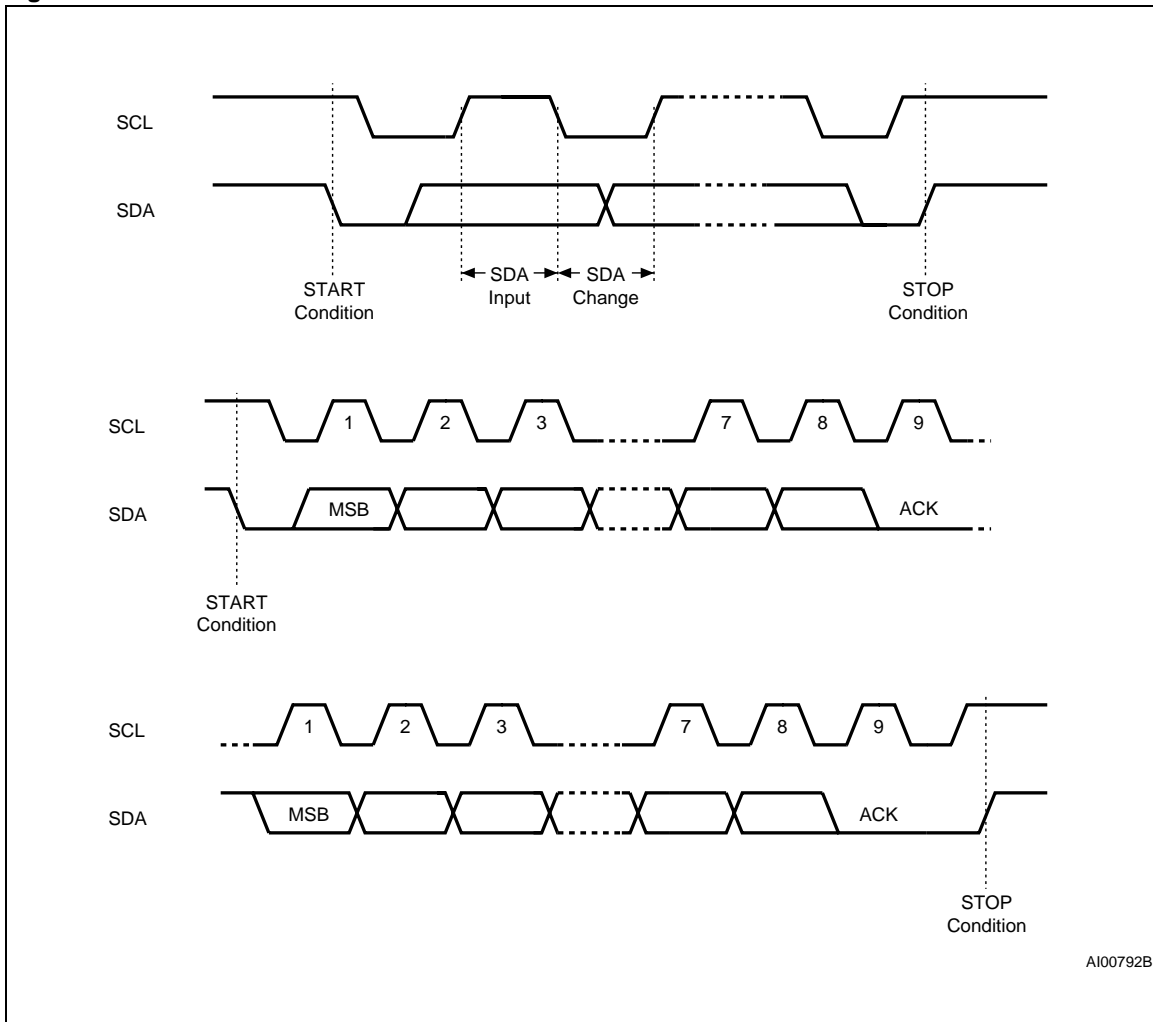 SCL
SDA
SDA
Input
SDA
Change
START
Condition
STOP
Condition
SCL
1 2 3 7 8 9
SDA
MSB ACK
START
Condition
SCL
1 2 3 7 8 9
SDA
MSB ACK
STOP
Condition
AI00792B